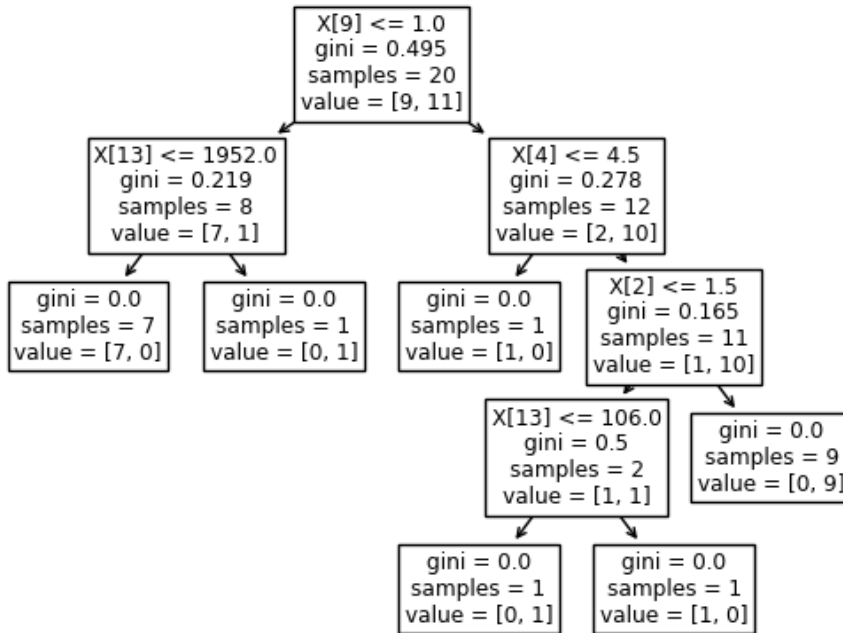 X[9] <= 1.0
gini = 0.495
samples = 20
value = [9, 11]
X[13] <= 1952.0
gini = 0.219
samples = 8
value = [7, 1]
X[4] <= 4.5
gini = 0.278
samples = 12
value = [2, 10]
gini = 0.0
samples = 7
value = [7, 0]
gini = 0.0
samples = 1
value = [0, 1]
gini = 0.0
samples = 1
value = [1, 0]
X[2] <= 1.5
gini = 0.165
samples = 11
value = [1, 10]
X[13] <= 106.0
gini = 0.5
samples = 2
value = [1, 1]
gini = 0.0
samples = 9
value = [0, 9]
gini = 0.0
samples = 1
value = [0, 1]
gini = 0.0
samples = 1
value = [1, 0]